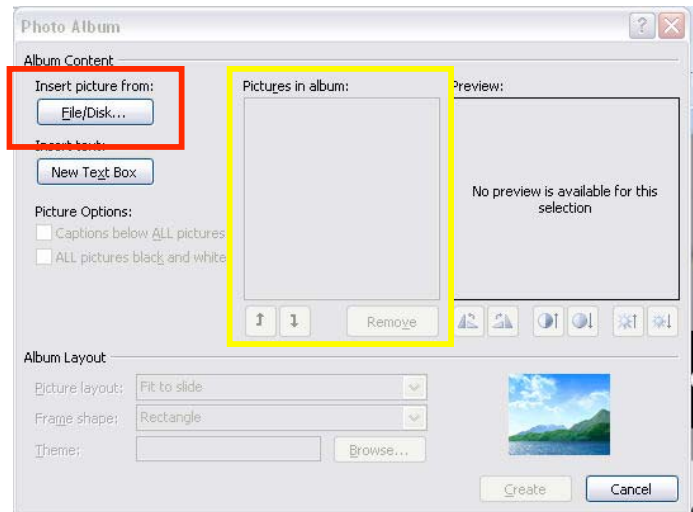 Photo Album
Album Content
Insert picture from:
File/Disk...
Insert text:
New Text Box
Picture Options:
Captions below ALL pictures
ALL pictures black and white
Pictures in album:
Remove
Preview:
No preview is available for this
selection
Album Layout
Picture layout: Fit to slide
Frame shape: Rectangle
Theme: Browse...
Create Cancel